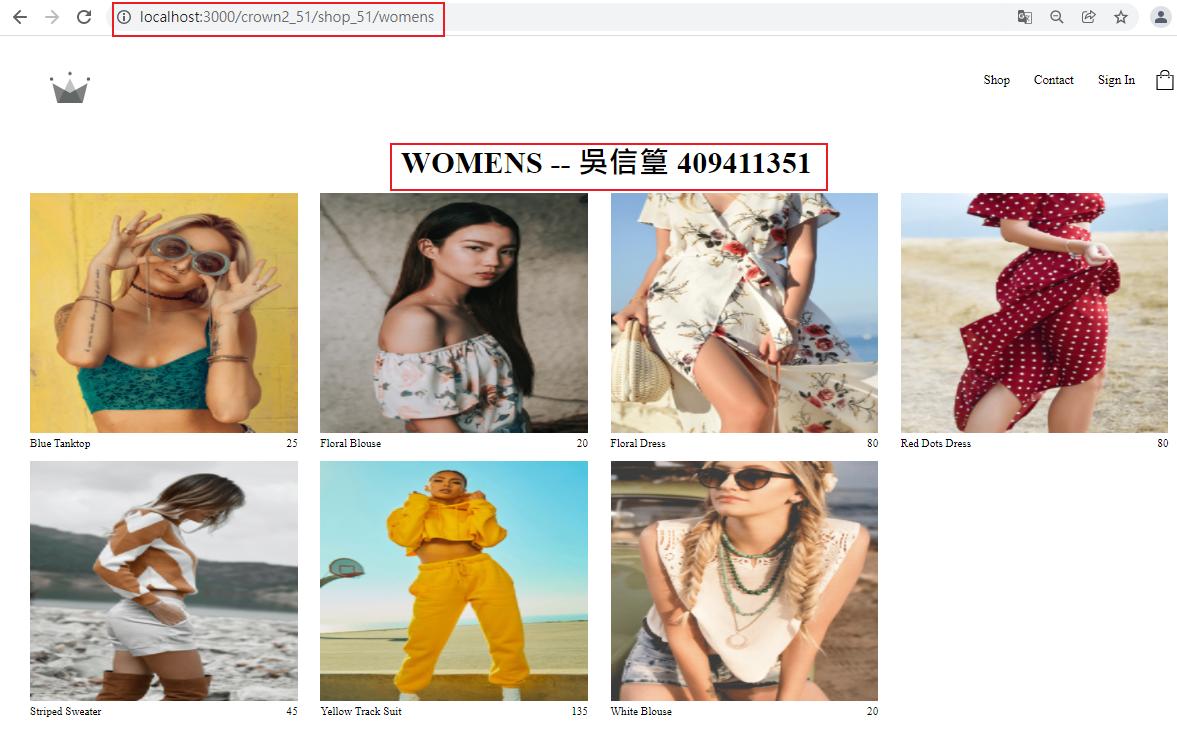 localhost:3000/crown2_51/shop_51/womens
Shop Contact Sign In
WOMENS -- 吳信篁 409411351
Blue Tanktop 25
Floral Blouse 20
Floral Dress 80
Red Dots Dress 80
Striped Sweater 45
Yellow Track Suit 135
White Blouse 20